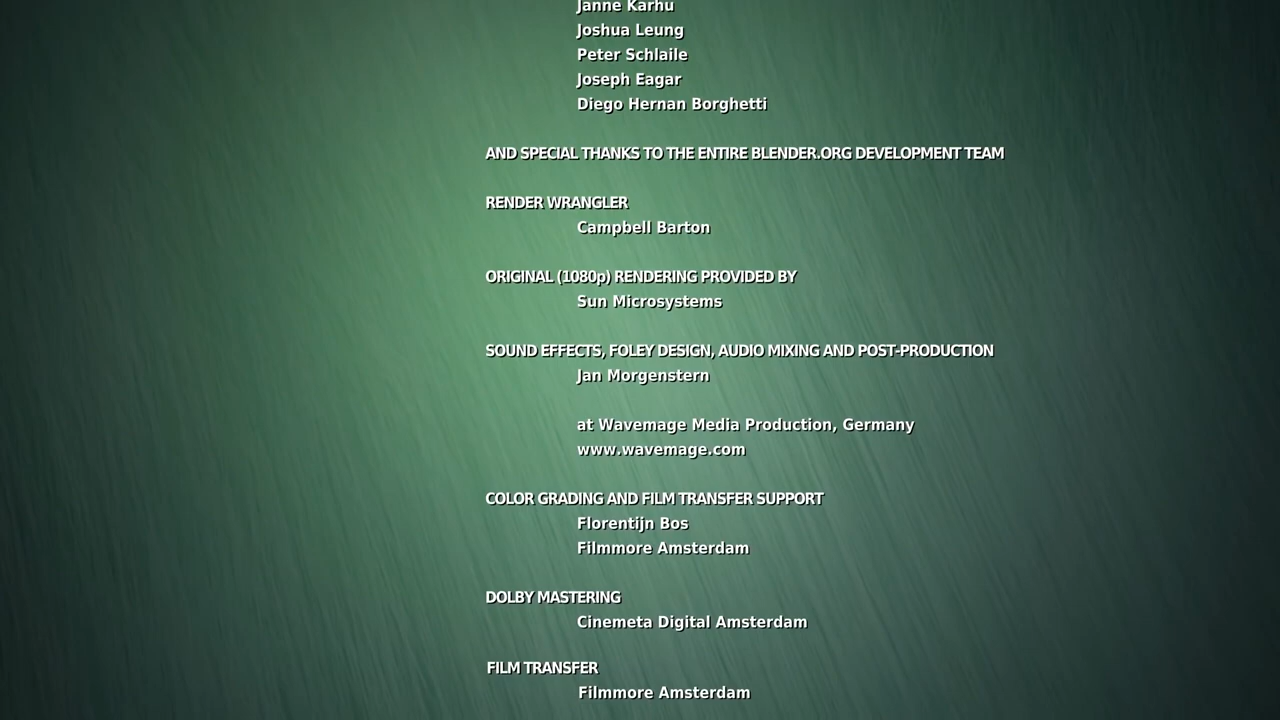 Janne Karhu
Joshua Leung
Peter Schlaile
Joseph Eagar
Diego Hernan Borghetti
AND SPECIAL THANKS TO THE ENTIRE BLENDER.ORG DEVELOPMENT TEAM
RENDER WRANGLER
Campbell Barton
ORIGINAL (1080p) RENDERING PROVIDED BY
Sun Microsystems
SOUND EFFECTS, FOLEY DESIGN, AUDIO MIXING AND POST-PRODUCTION
Jan Morgenstern
at Wavemage Media Production, Germany
www.wavemage.com
COLOR GRADING AND FILM TRANSFER SUPPORT
Florentijn Bos
Filmmore Amsterdam
DOLBY MASTERING
Cinemeta Digital Amsterdam
FILM TRANSFER
Filmmore Amsterdam